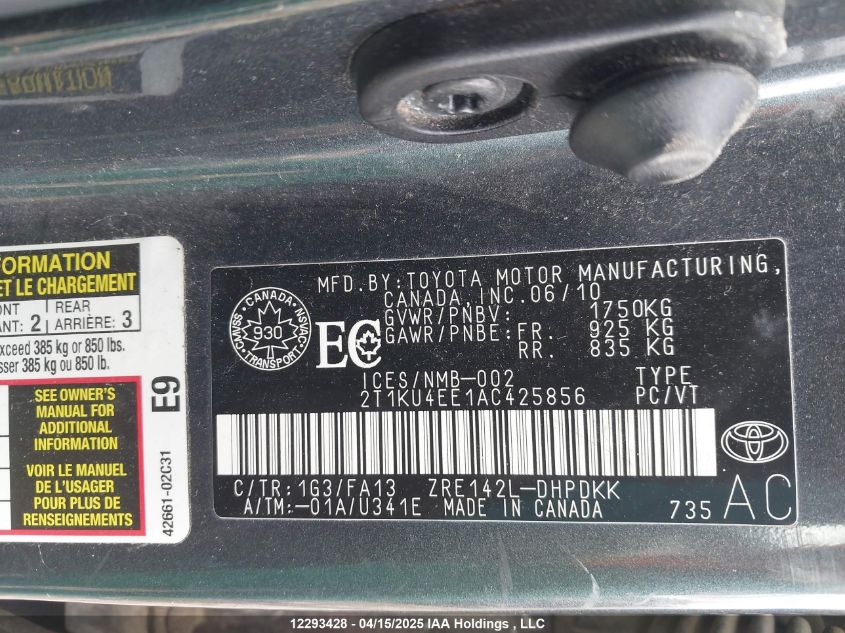 FORMATION
ET LE CHARGEMENT
ONT
ANT: 2
REAR
ARRIÈRE: 3
exceed 385 kg or 850 lbs.
sser 385 kg ou 850 lb.
SEE OWNER'S
MANUAL FOR
ADDITIONAL
INFORMATION
VOIR LE MANUEL
DE L'USAGER
POUR PLUS DE
RENSEIGNEMENTS
E9
42661-02C31
MFD.BY:TOYOTA MOTOR MANUFACTURING,
CANADA,INC.06/10
GVWR/PNBV: 1750KG
GAWR/PNBE:FR. 925 KG
RR. 835 KG
CANADA
CMVSS NSVAC
930
TRANSPORT
EC
ICES/NMB-002 TYPE
2T1KU4EE1AC425856 PC/VT
C/TR:1G3/FA13 ZRE142L-DHPDKK
A/TM:-01A/U341E MADE IN CANADA
735 AC
12293428 - 04/15/2025 IAA Holdings , LLC